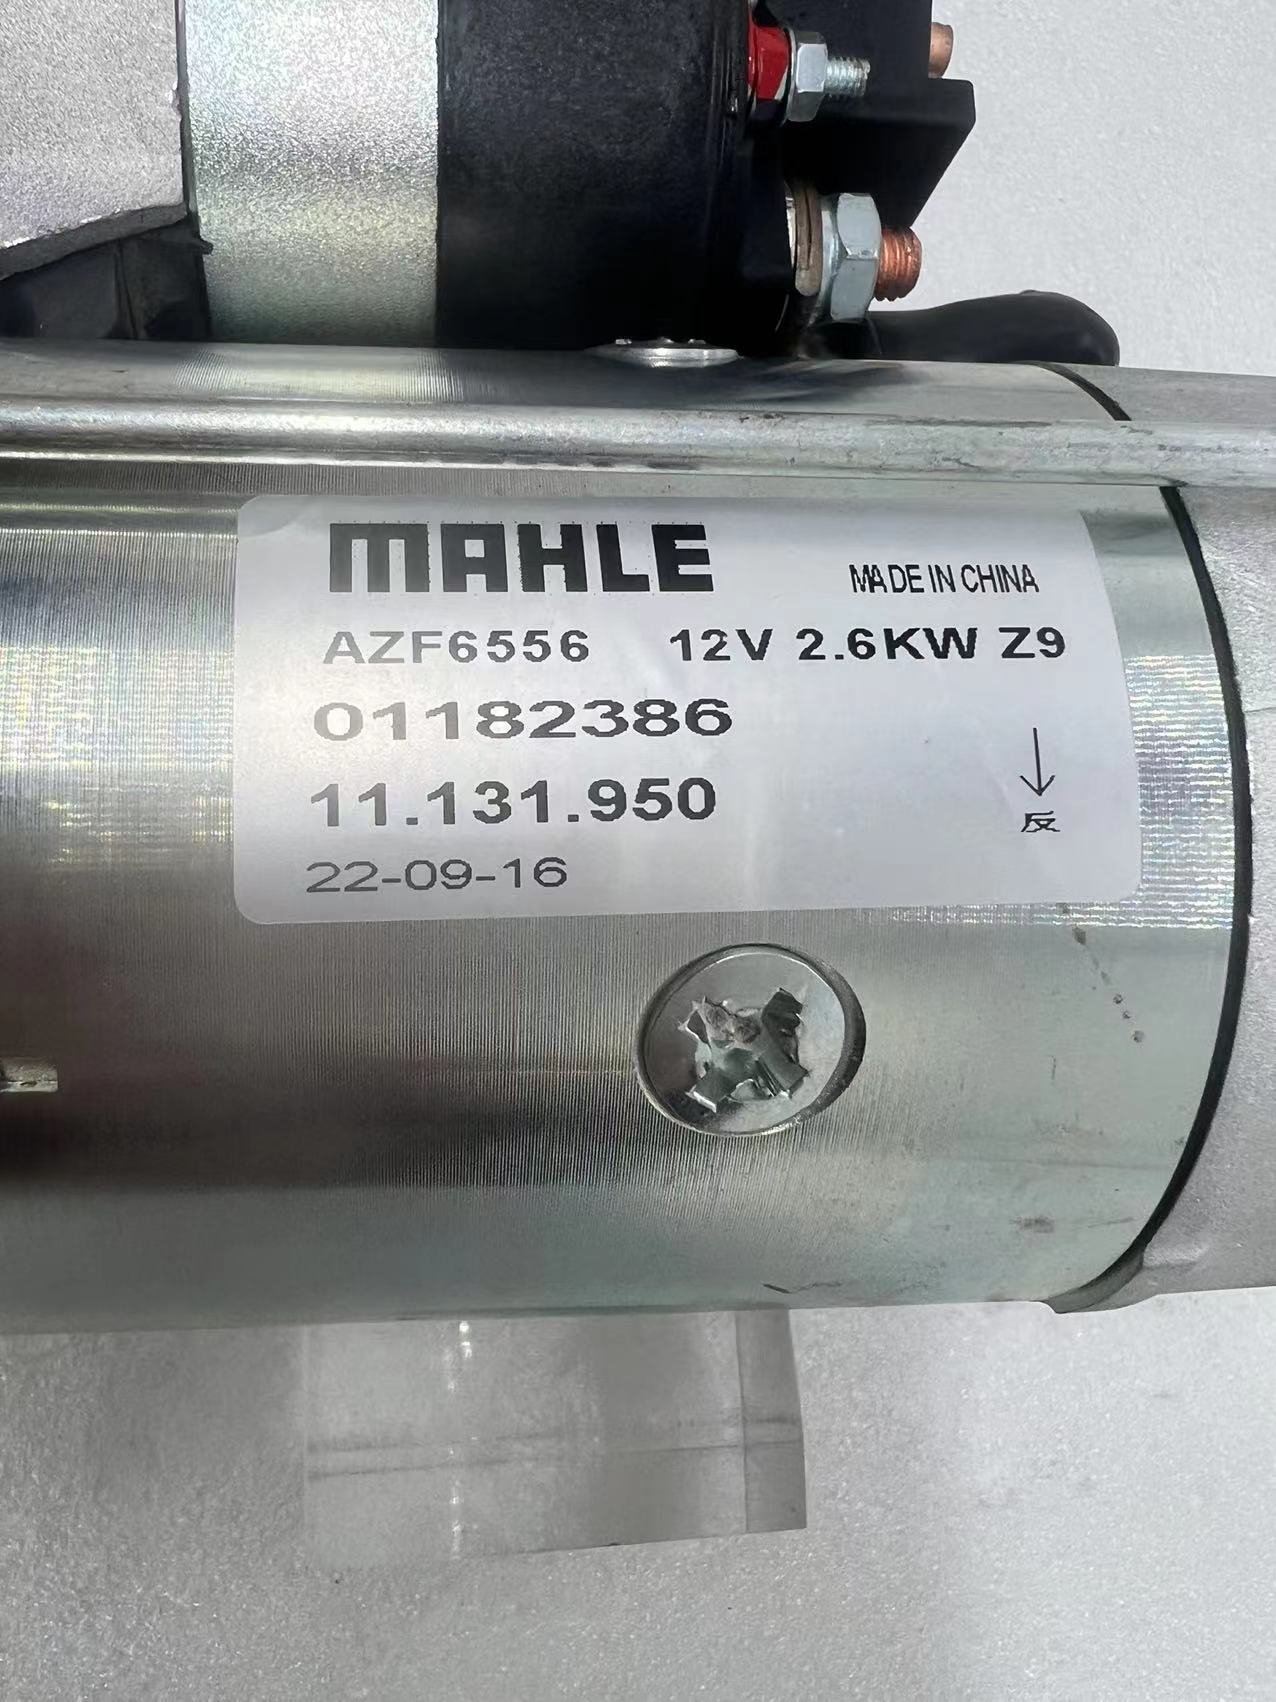 MAHLE
MADE IN CHINA
AZF6556 12V 2.6KW Z9
01182386
11.131.950
↓
反
22-09-16